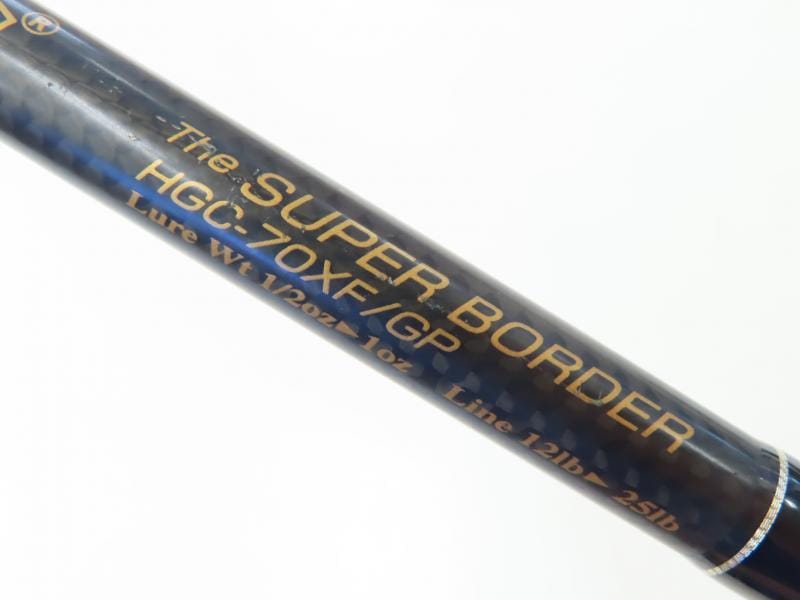 ®
The SUPER BORDER
HGC-70XF/GP
Lure Wt 1/2oz▶1oz Line 12lb▶25lb